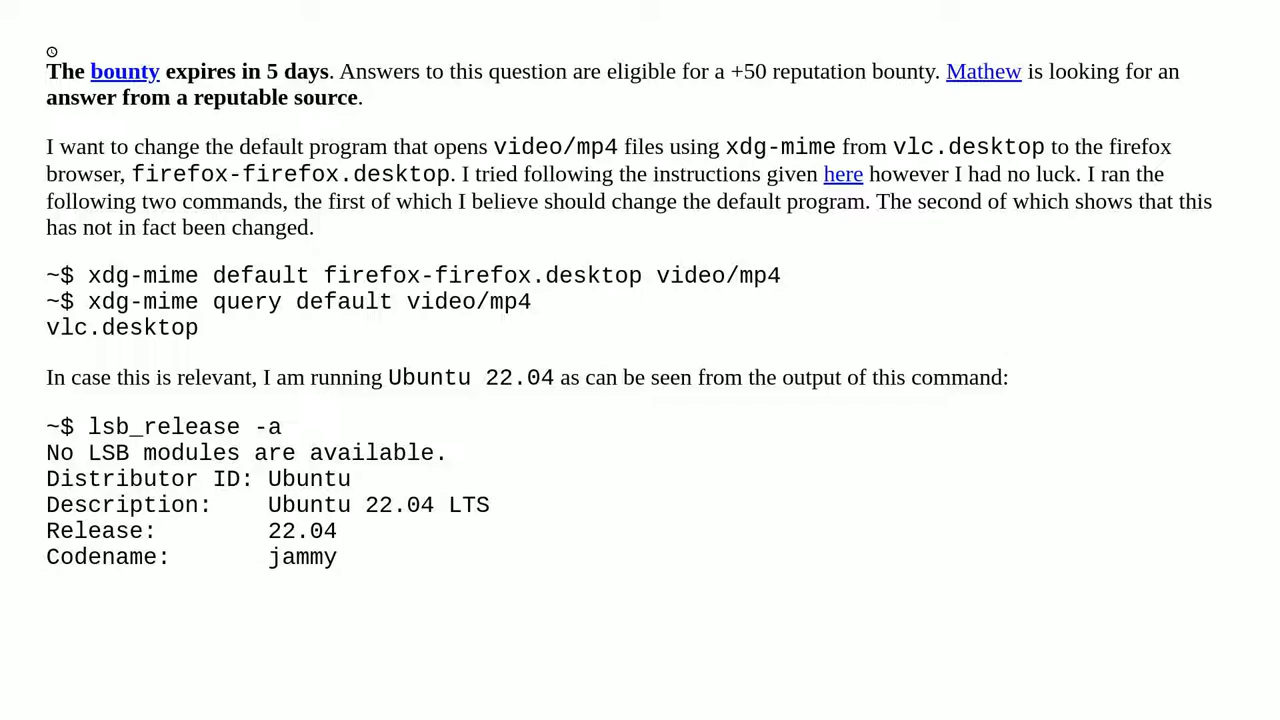 The bounty expires in 5 days. Answers to this question are eligible for a +50 reputation bounty. Mathew is looking for an
answer from a reputable source.
I want to change the default program that opens video/mp4 files using xdg-mime from vlc.desktop to the firefox
browser, firefox-firefox.desktop. I tried following the instructions given here however I had no luck. I ran the
following two commands, the first of which I believe should change the default program. The second of which shows that this
has not in fact been changed.
~$ xdg-mime default firefox-firefox.desktop video/mp4
~$ xdg-mime query default video/mp4
vlc.desktop
In case this is relevant, I am running Ubuntu 22.04 as can be seen from the output of this command:
~$ lsb_release -a
No LSB modules are available.
Distributor ID: Ubuntu
Description:    Ubuntu 22.04 LTS
Release:        22.04
Codename:       jammy